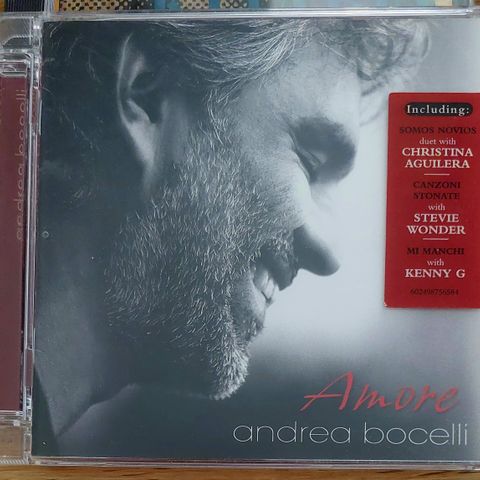 andrea bocelli
Including:
SOMOS NOVIOS
duet with
CHRISTINA
AGUILERA
CANZONI
STONATE
with
STEVIE
WONDER
MI MANCHI
with
KENNY G
602498756584
Amore
andrea bocelli